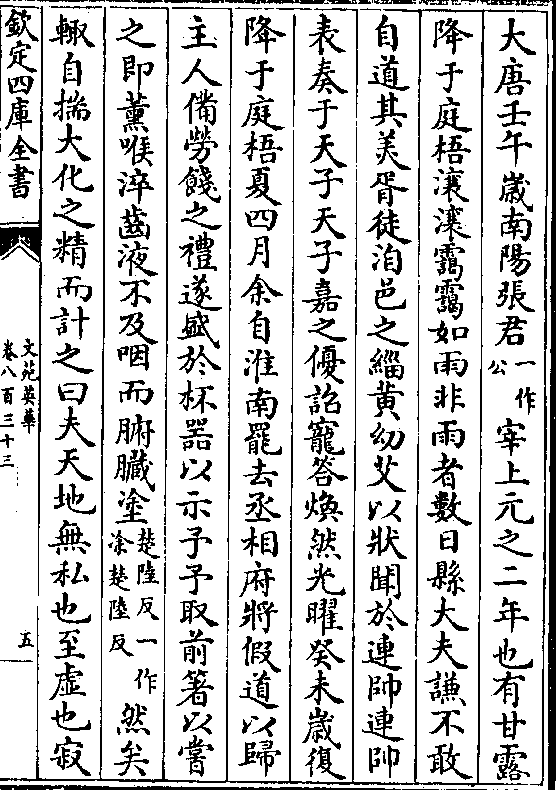 大唐壬午嵗南陽張君一作公宰上元之二年也有甘露
降于庭梧瀼瀼靄靄如雨非雨者數日縣大夫謙不敢
自道其美胥徒洎邑之緇黄幼艾以狀聞於連帥連帥
表奏于天子天子嘉之優詔寵答煥然光曜癸未嵗復
降于庭梧夏四月余自淮南罷去丞相府將假道以歸
主人備勞餞之禮遂盛於杯器以示予予取前箸以嘗
之即薰喉淬齒液不及咽而腑臟塗楚陸反一作涂楚陸反然矣
輙自揣大化之精而計之曰夫天地無私也至虚也寂
欽定四庫全書
文苑英華
卷八百三十三
五